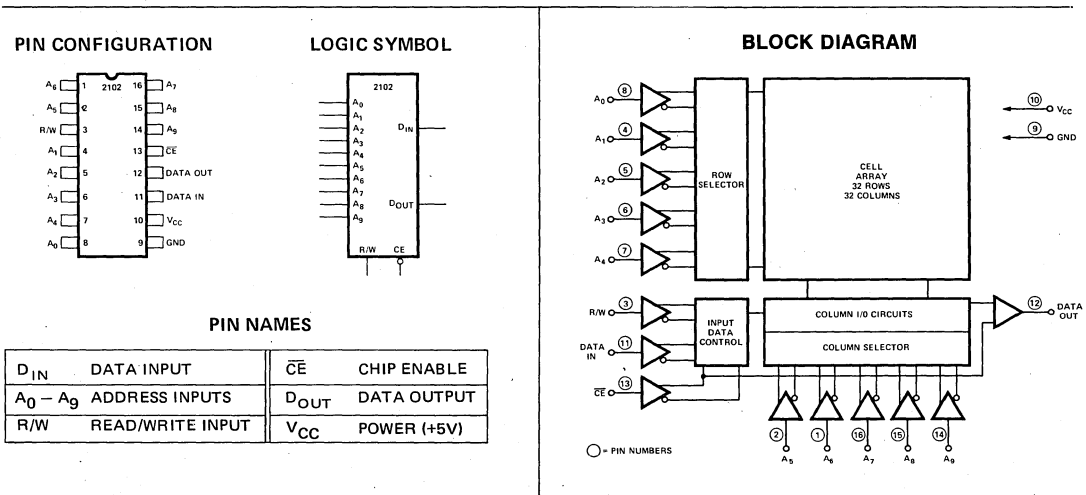 PIN CONFIGURATION
A6 1 2102 16 A7
A5 2 15 A8
R/W 3 14 A9
A1 4 13 C̅E̅
A2 5 12 DATA OUT
A3 6 11 DATA IN
A4 7 10 VCC
A0 8 9 GND
LOGIC SYMBOL
2102
A0
A1
A2 DIN
A3
A4
A5
A6
A7
A8 DOUT
A9
R/W CE
PIN NAMES
DIN DATA INPUT C̅E̅ CHIP ENABLE
A0 – A9 ADDRESS INPUTS DOUT DATA OUTPUT
R/W READ/WRITE INPUT VCC POWER (+5V)
BLOCK DIAGRAM
A0 8
A1 4
A2 5
A3 6
A4 7
ROW
SELECTOR
CELL
ARRAY
32 ROWS
32 COLUMNS
10 VCC
9 GND
R/W 3
DATA
IN 11
C̅E̅ 13
INPUT
DATA
CONTROL
COLUMN I/O CIRCUITS
COLUMN SELECTOR
12 DATA
OUT
2 1 16 15 14
A5 A6 A7 A8 A9
= PIN NUMBERS